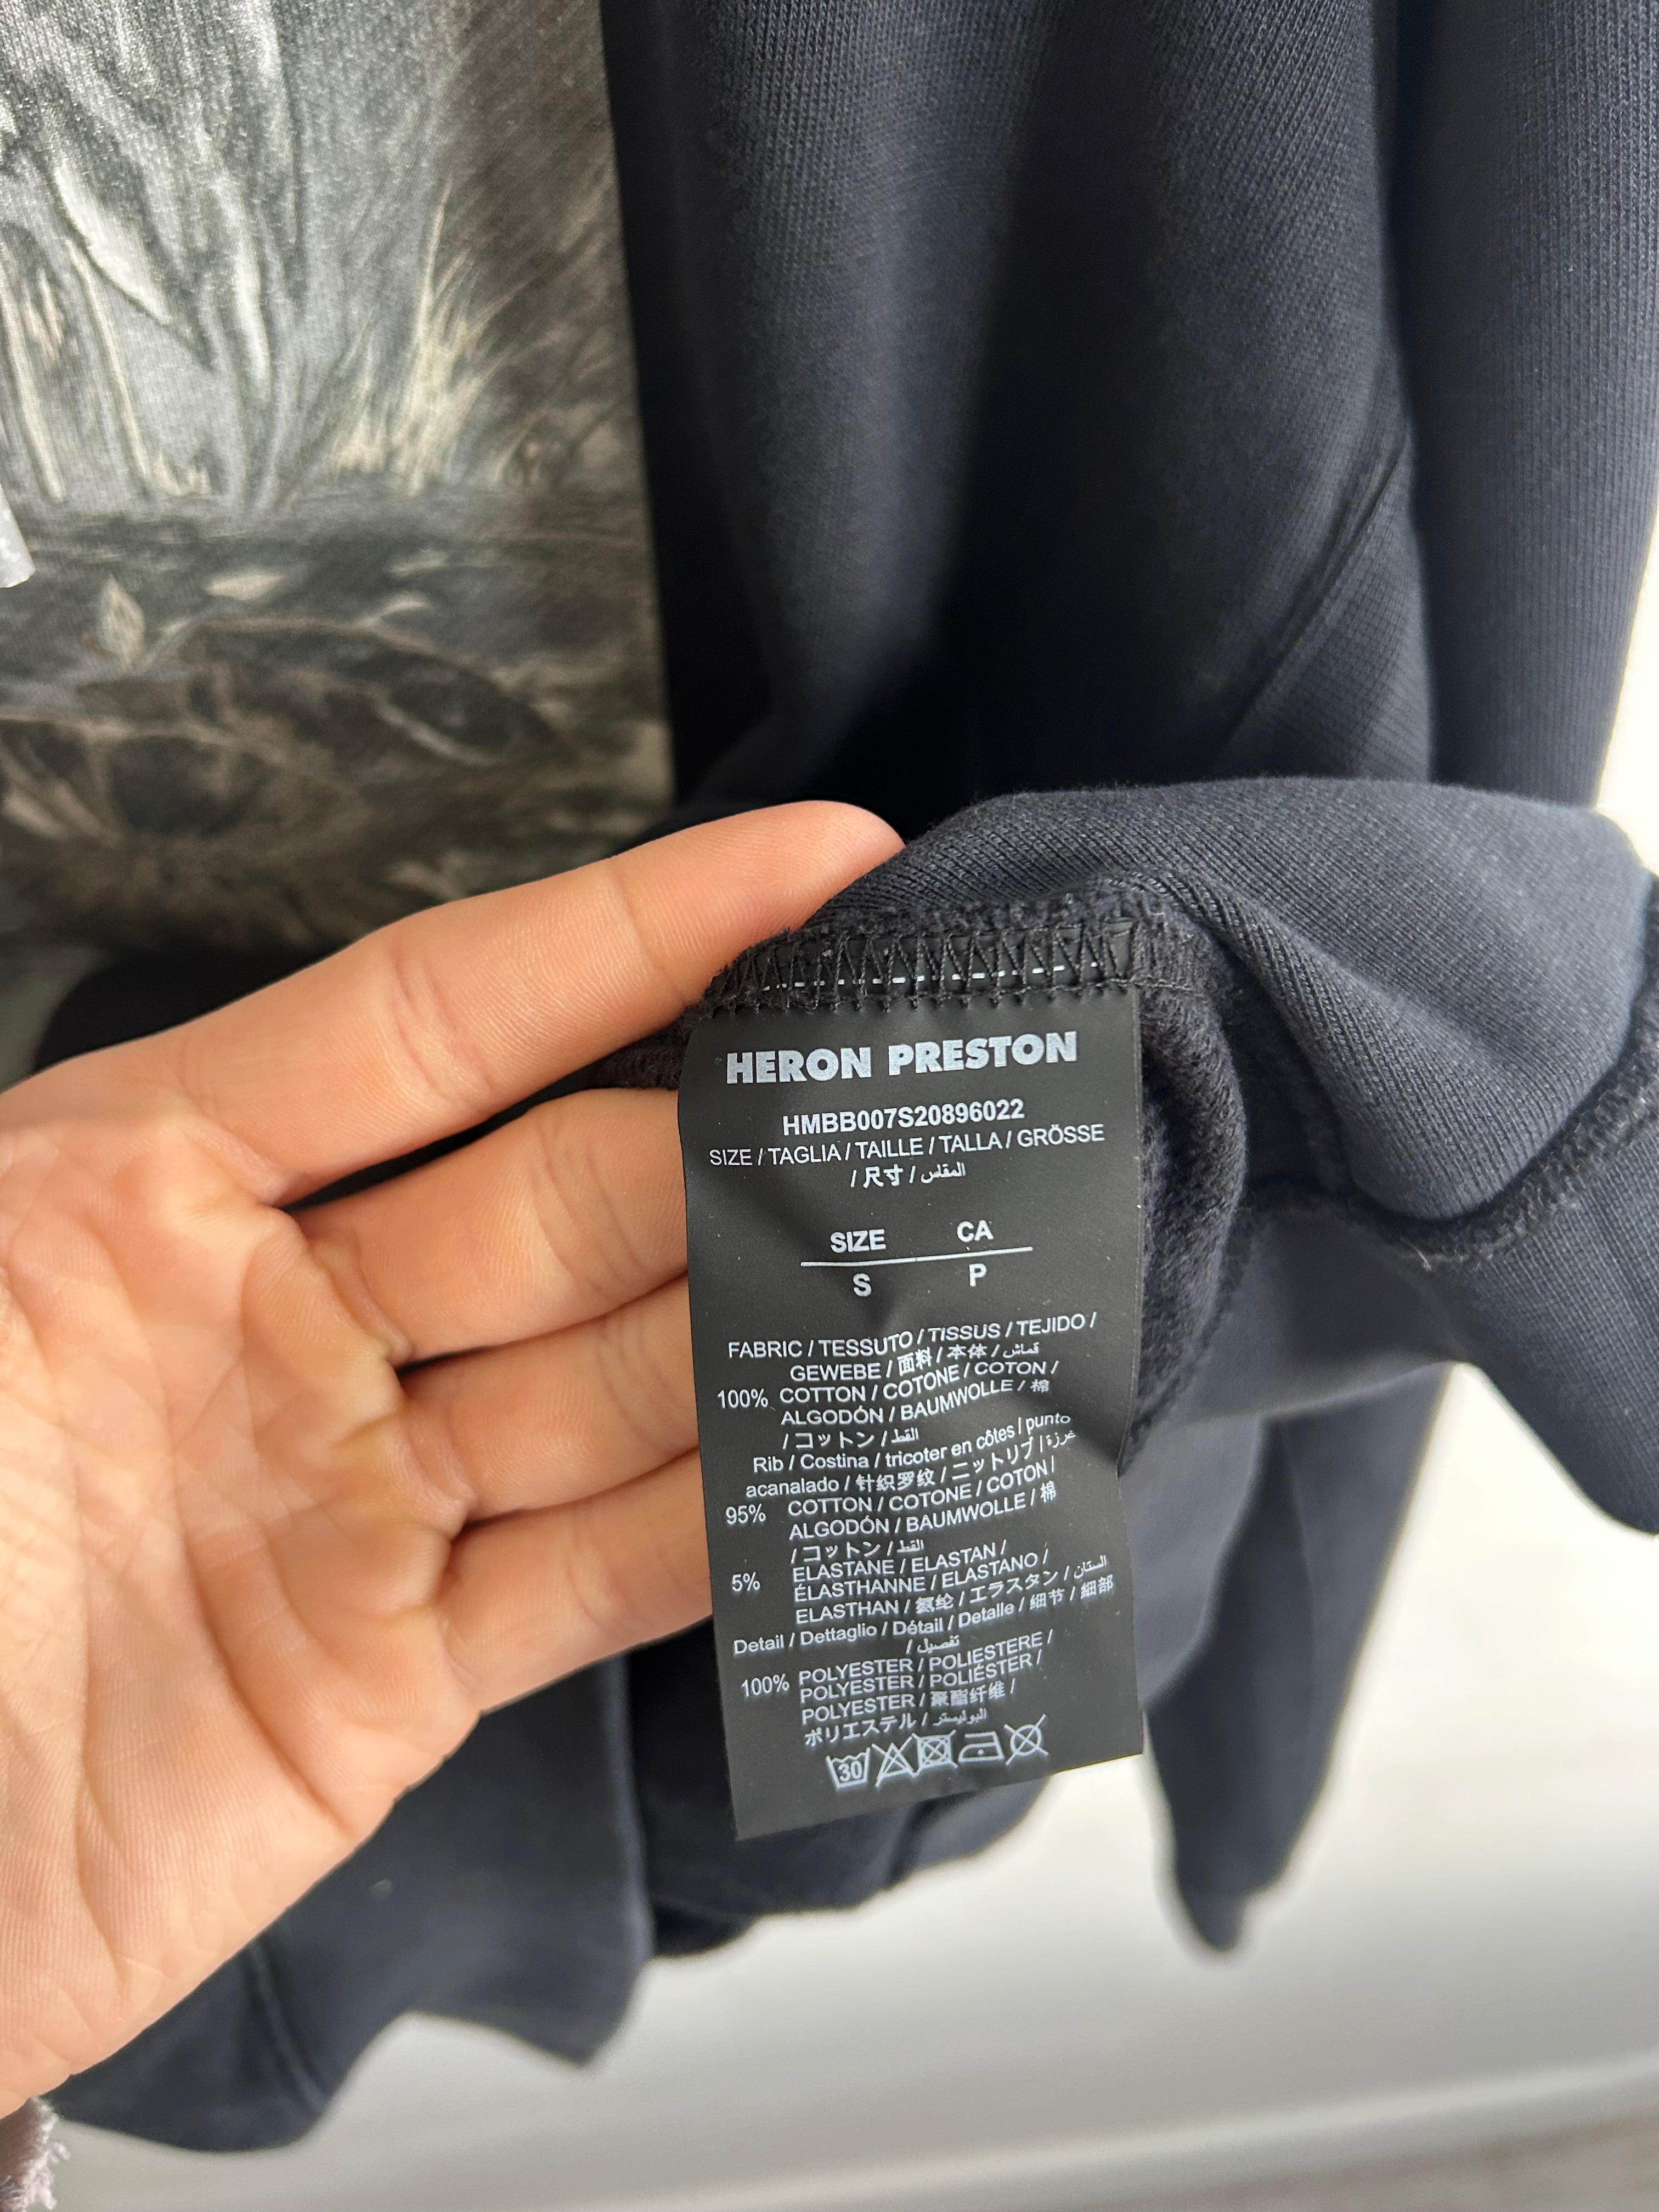 HERON PRESTON
HMBB007S20896022
SIZE / TAGLIA / TAILLE / TALLA / GRÖSSE
/ 尺寸 / المقاس
SIZE CA
S P
FABRIC / TESSUTO / TISSUS / TEJIDO /
GEWEBE / 面料 / 本体 / قماش
100% COTTON / COTONE / COTON /
ALGODÓN / BAUMWOLLE / 棉
/ コットン / القط
Rib / Costina / tricoter en côtes / punto
acanalado / 针织罗纹 / ニットリブ / غرزة
95% COTTON / COTONE / COTON /
ALGODÓN / BAUMWOLLE / 棉
/ コットン / القط
5% ELASTANE / ELASTAN /
ÉLASTHANNE / ELASTANO /
ELASTHAN / 氨纶 / エラスタン / الستان
Detail / Dettaglio / Détail / Detalle / 细节 / 細部
/ تفصيل
100% POLYESTER / POLIESTERE /
POLYESTER / POLIÉSTER /
POLYESTER / 聚酯纤维 /
ポリエステル / البوليستر
30